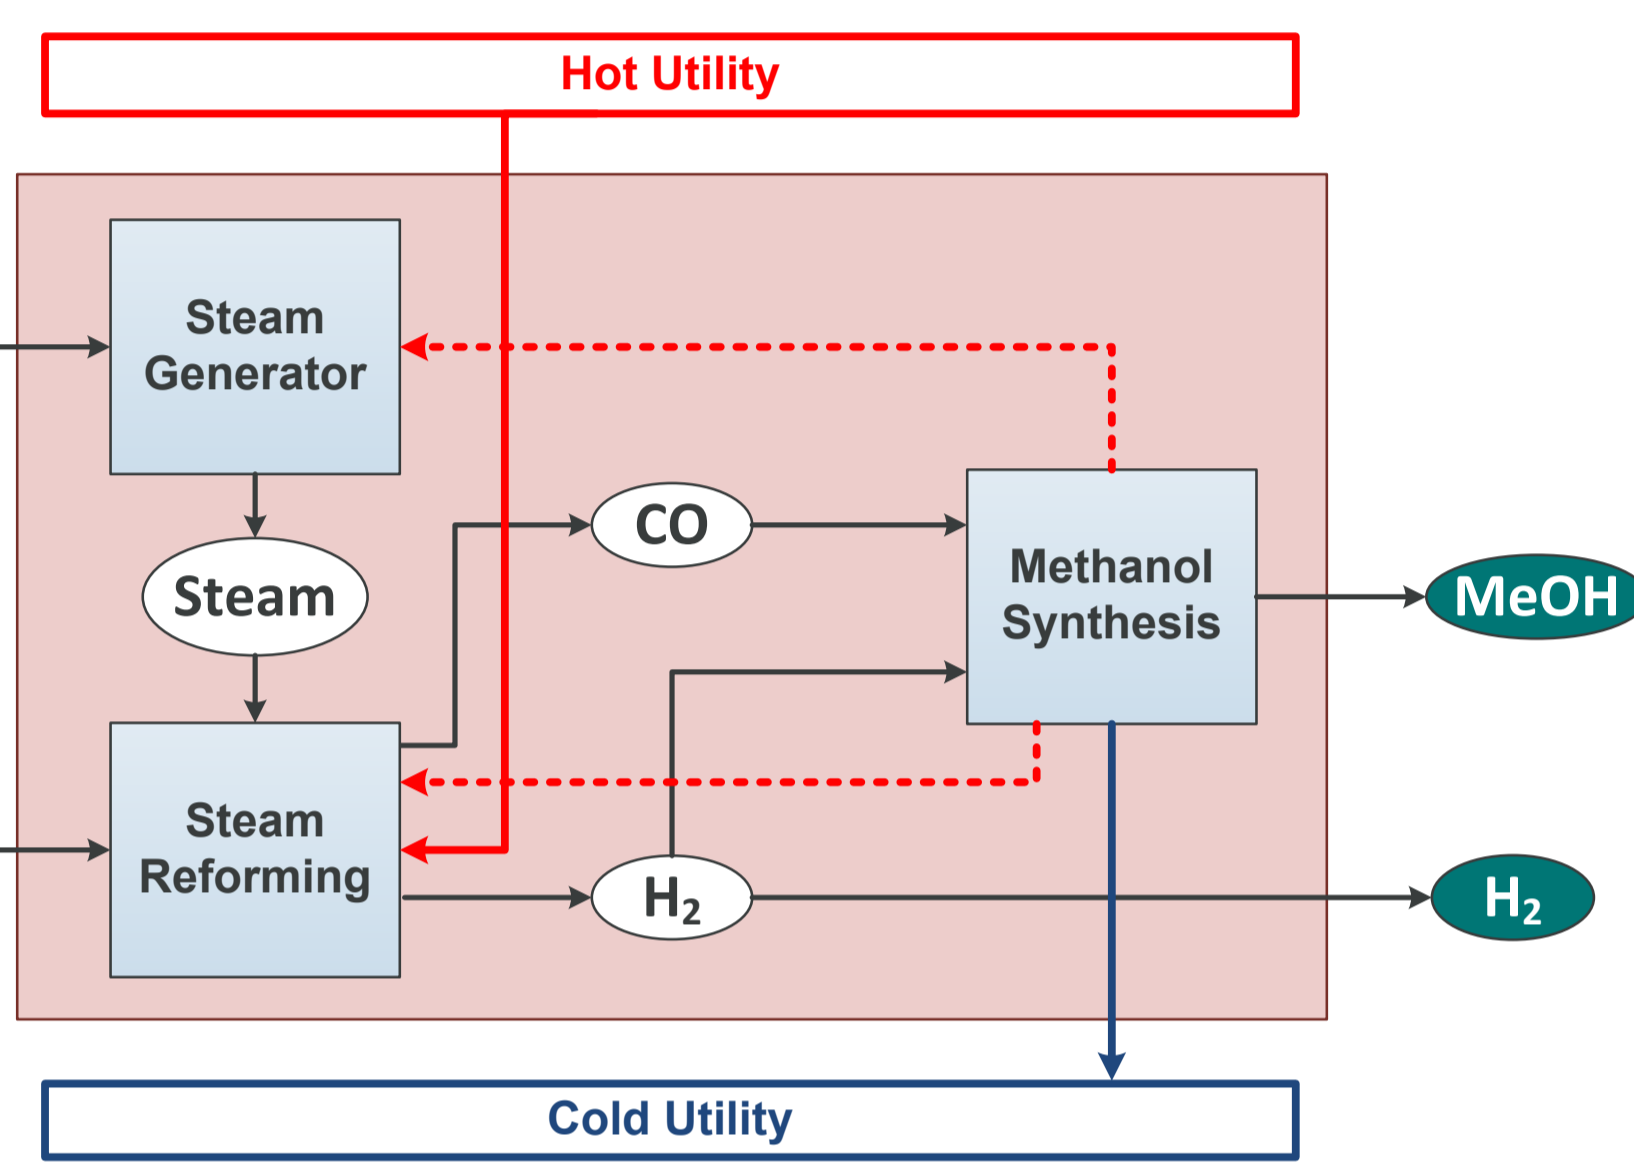 Hot Utility
Steam
Generator
CO
Steam
Methanol
Synthesis
MeOH
Steam
Reforming
H₂
H₂
Cold Utility